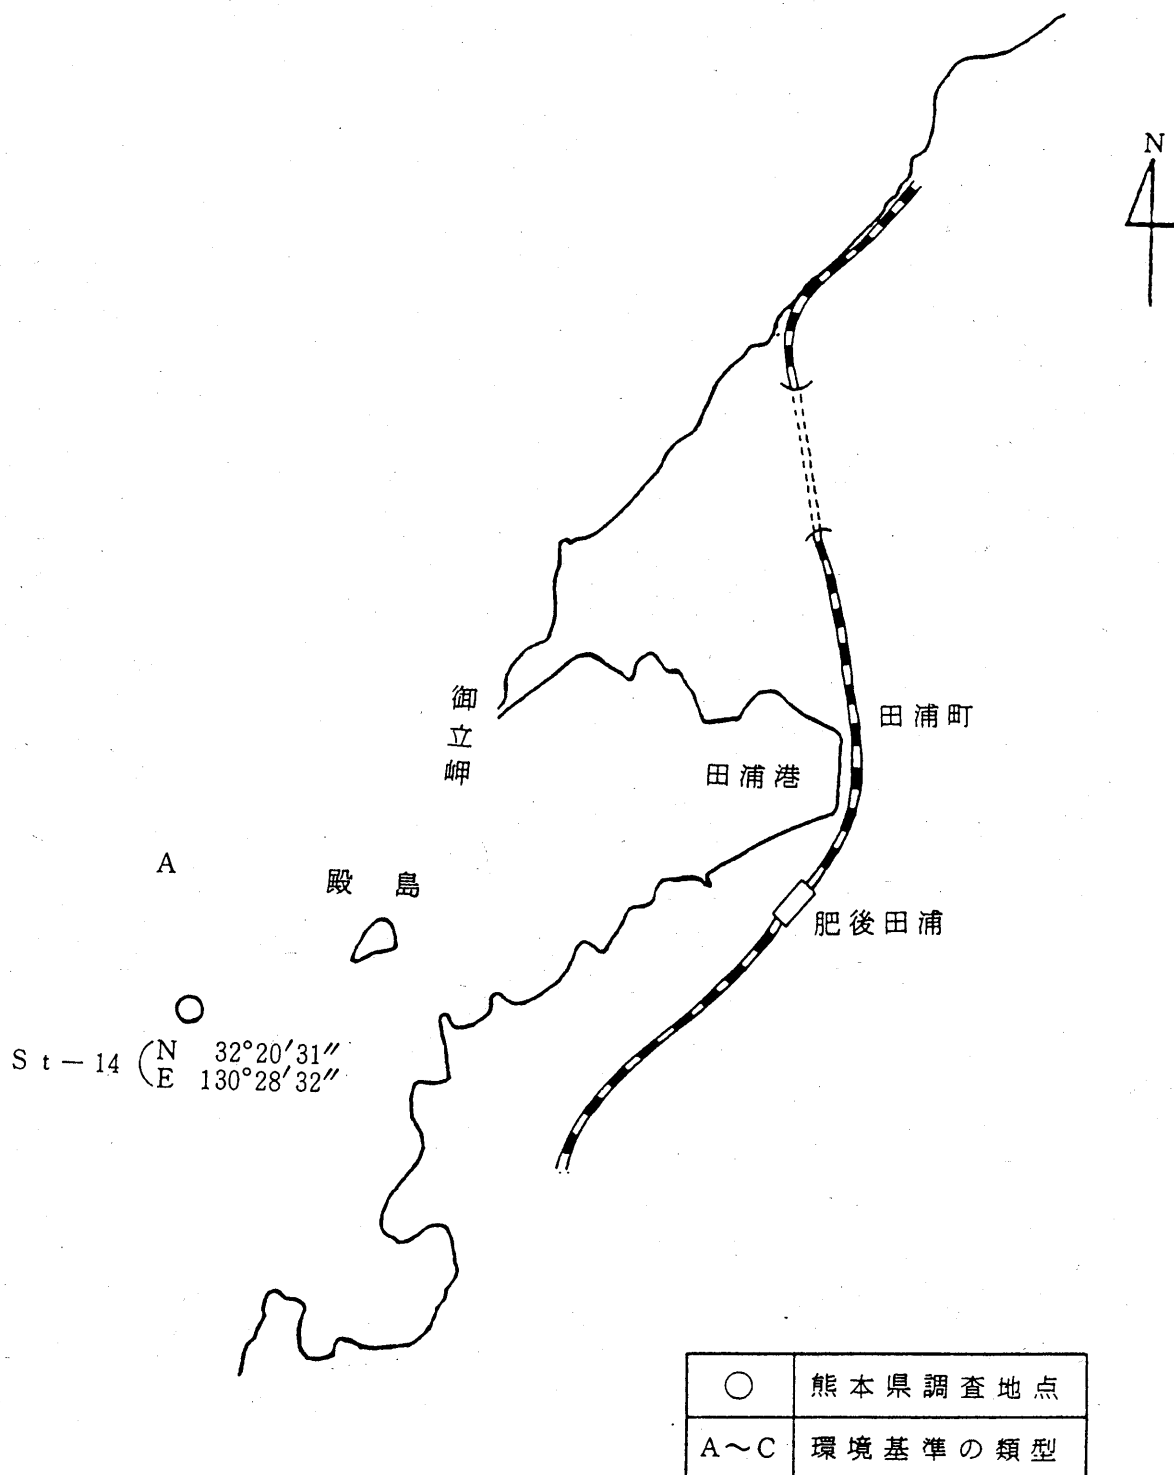 N
御立岬
田浦町
田浦港
A
殿島
肥後田浦
St－14 (N 32°20′31″
E 130°28′32″
○ 熊本県調査地点
A～C 環境基準の類型